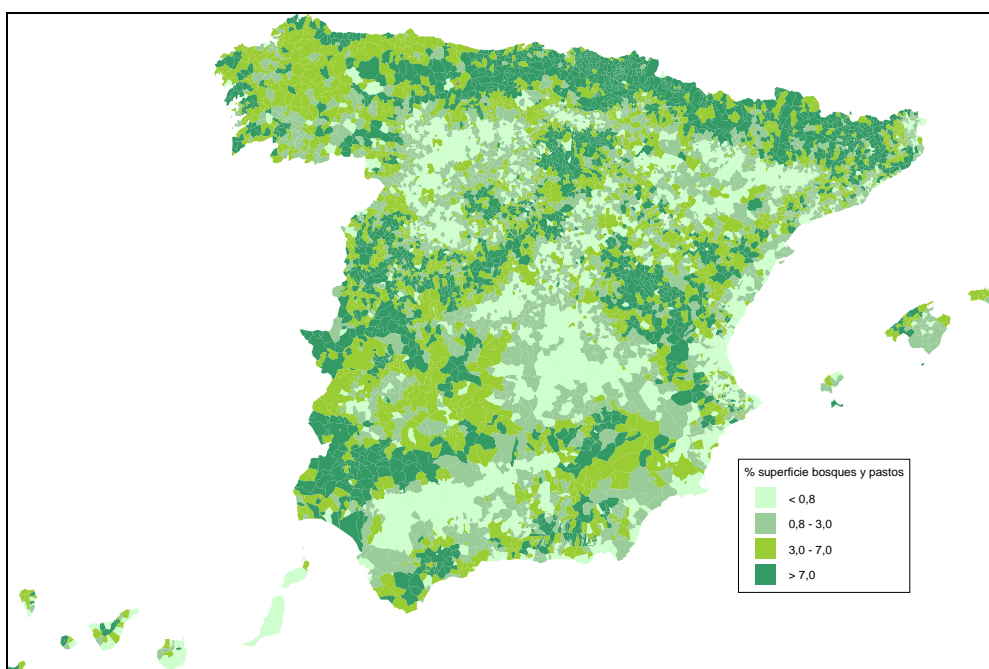 % superficie bosques y pastos
< 0,8
0,8 - 3,0
3,0 - 7,0
> 7,0